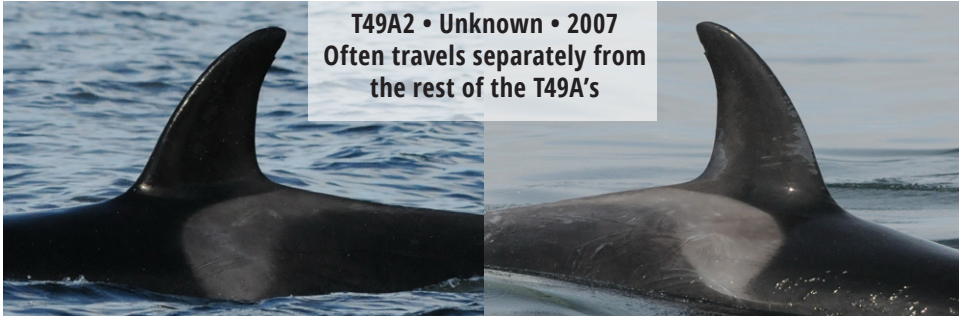 T49A2 • Unknown • 2007
Often travels separately from
the rest of the T49A’s